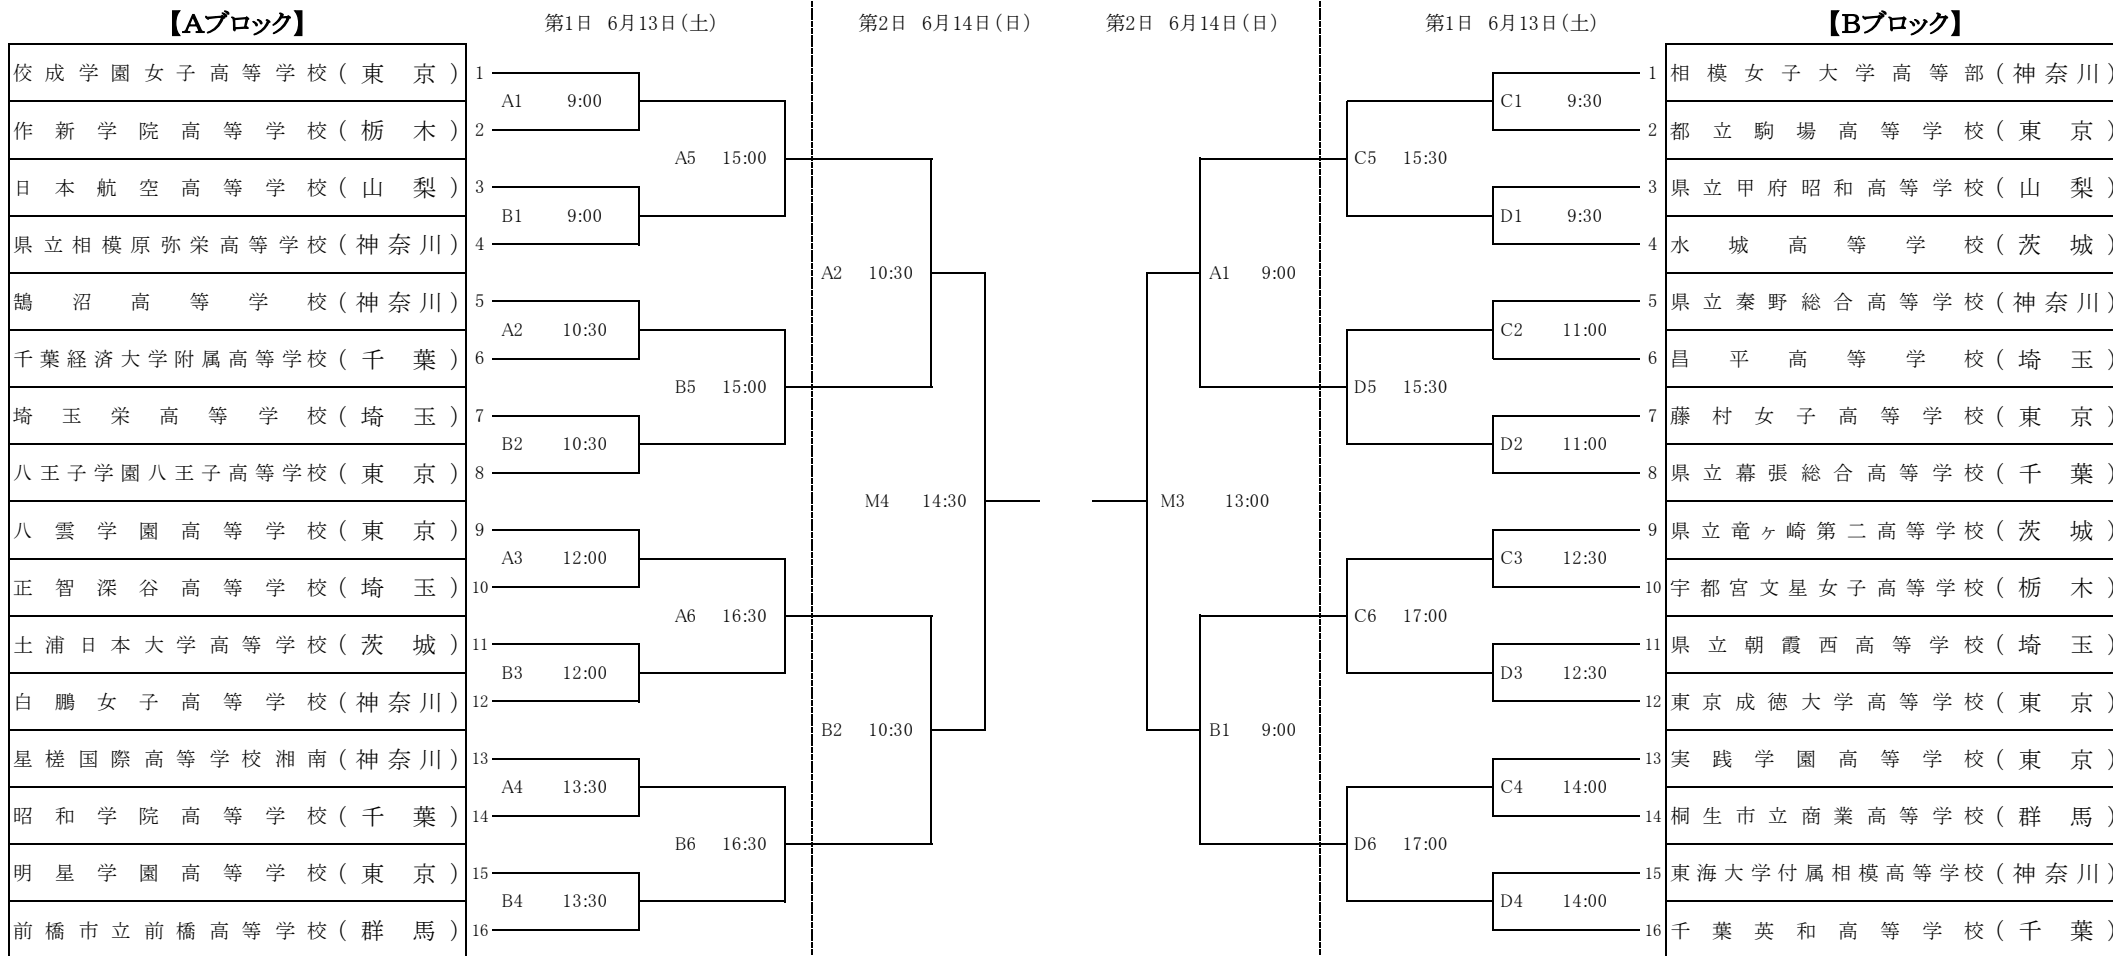 【Aブロック】 第1日 6月13日(土) 第2日 6月14日(日) 第2日 6月14日(日) 第1日 6月13日(土) 【Bブロック】
佼成学園女子高等学校(東京) 1 1 相模女子大学高等部(神奈川)
A1 9:00 C1 9:30
作新学院高等学校(栃木) 2 2 都立駒場高等学校(東京)
A5 15:00 C5 15:30
日本航空高等学校(山梨) 3 3 県立甲府昭和高等学校(山梨)
B1 9:00 D1 9:30
県立相模原弥栄高等学校(神奈川) 4 4 水城高等学校(茨城)
A2 10:30 A1 9:00
鵠沼高等学校(神奈川) 5 5 県立秦野総合高等学校(神奈川)
A2 10:30 C2 11:00
千葉経済大学附属高等学校(千葉) 6 6 昌平高等学校(埼玉)
B5 15:00 D5 15:30
埼玉栄高等学校(埼玉) 7 7 藤村女子高等学校(東京)
B2 10:30 D2 11:00
八王子学園八王子高等学校(東京) 8 8 県立幕張総合高等学校(千葉)
M4 14:30 M3 13:00
八雲学園高等学校(東京) 9 9 県立竜ヶ崎第二高等学校(茨城)
A3 12:00 C3 12:30
正智深谷高等学校(埼玉) 10 10 宇都宮文星女子高等学校(栃木)
A6 16:30 C6 17:00
土浦日本大学高等学校(茨城) 11 11 県立朝霞西高等学校(埼玉)
B3 12:00 D3 12:30
白鵬女子高等学校(神奈川) 12 12 東京成徳大学高等学校(東京)
B2 10:30 B1 9:00
星槎国際高等学校湘南(神奈川) 13 13 実践学園高等学校(東京)
A4 13:30 C4 14:00
昭和学院高等学校(千葉) 14 14 桐生市立商業高等学校(群馬)
B6 16:30 D6 17:00
明星学園高等学校(東京) 15 15 東海大学付属相模高等学校(神奈川)
B4 13:30 D4 14:00
前橋市立前橋高等学校(群馬) 16 16 千葉英和高等学校(千葉)